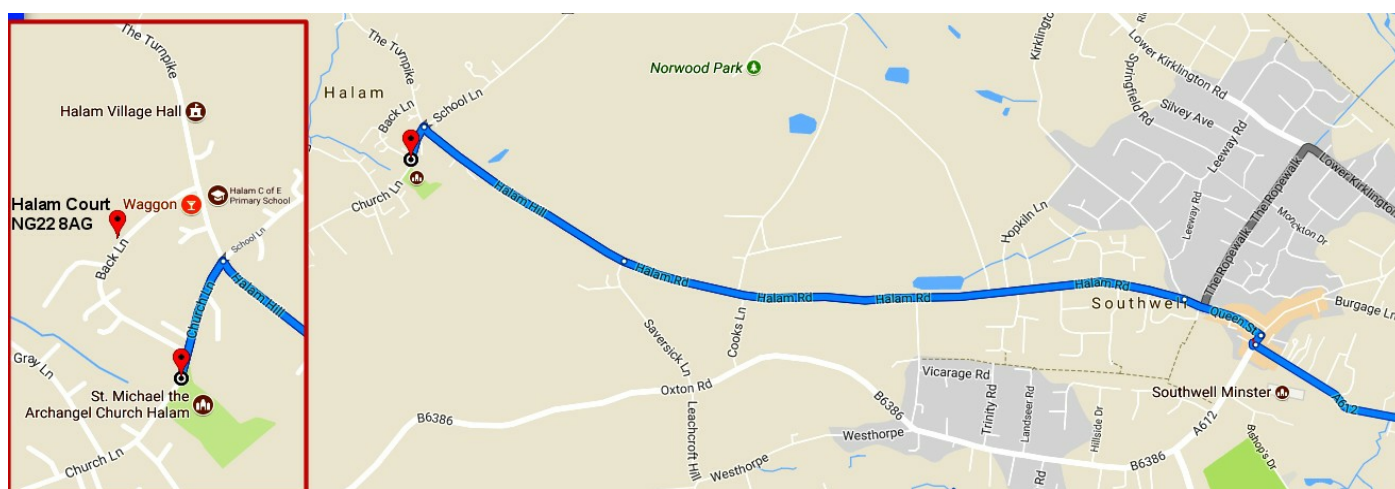 The Turnpike
Halam Village Hall
Halam C of E
Primary School
Waggon
Halam Court
NG22 8AG
School Ln
Back Ln
Halam Hill
Church Ln
Gray Ln
St. Michael the
Archangel Church Halam
Church Ln
The Turnpike
Halam
Back Ln
School Ln
Church Ln
Halam Hill
Norwood Park
Kirklington
Lower Kirklington Rd
Springfield Rd
Silvey Ave
Leeway Rd
Leeway Rd
The Ropewalk
The Ropewalk
Lower Kirklington
Monckton Dr
Hopkiln Ln
Halam Rd
Halam Rd
Halam Rd
Halam Rd
Southwell
Queen St
Burgage Ln
Saversick Ln
Cooks Ln
Oxton Rd
B6386
B6386
Vicarage Rd
Trinity Rd
Landseer Rd
Hillside Dr
Southwell Minster
A612
A612
Leachcroft Hill
Westhorpe
Westhorpe
B6386
Bishop's Dr
Rd